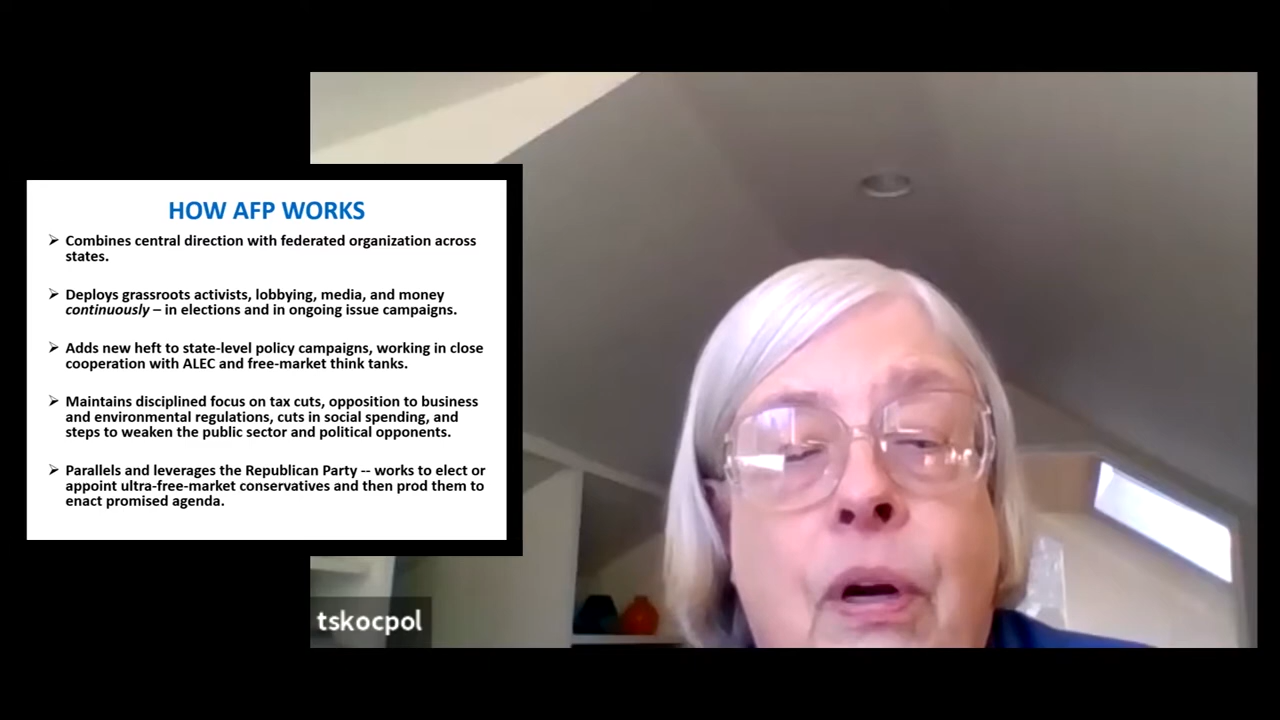 HOW AFP WORKS
➢ Combines central direction with federated organization across
states.
➢ Deploys grassroots activists, lobbying, media, and money
continuously – in elections and in ongoing issue campaigns.
➢ Adds new heft to state-level policy campaigns, working in close
cooperation with ALEC and free-market think tanks.
➢ Maintains disciplined focus on tax cuts, opposition to business
and environmental regulations, cuts in social spending, and
steps to weaken the public sector and political opponents.
➢ Parallels and leverages the Republican Party -- works to elect or
appoint ultra-free-market conservatives and then prod them to
enact promised agenda.
tskocpol